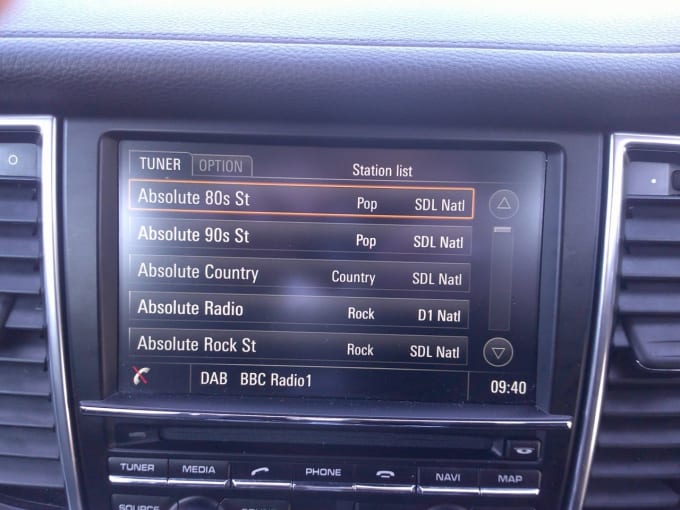 TUNER OPTION Station list
Absolute 80s St Pop SDL Natl
Absolute 90s St Pop SDL Natl
Absolute Country Country SDL Natl
Absolute Radio Rock D1 Natl
Absolute Rock St Rock SDL Natl
DAB BBC Radio1 09:40
TUNER MEDIA PHONE NAVI MAP
SOURCE